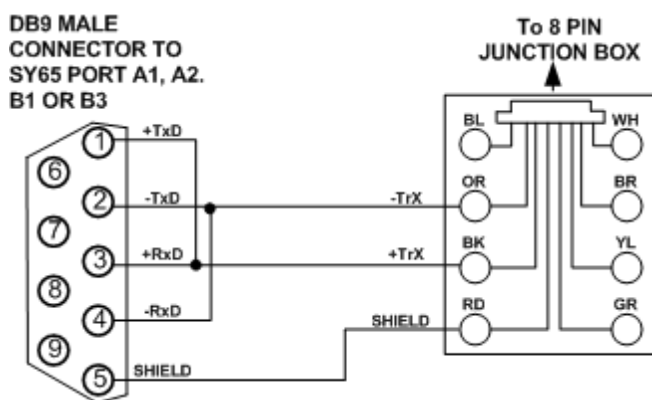 DB9 MALE
CONNECTOR TO
SY65 PORT A1, A2.
B1 OR B3
To 8 PIN
JUNCTION BOX
1
+TxD
6
2
-TxD
-TrX
7
3
+RxD
+TrX
8
4
-RxD
9
5
SHIELD
SHIELD
BL
WH
OR
BR
BK
YL
RD
GR